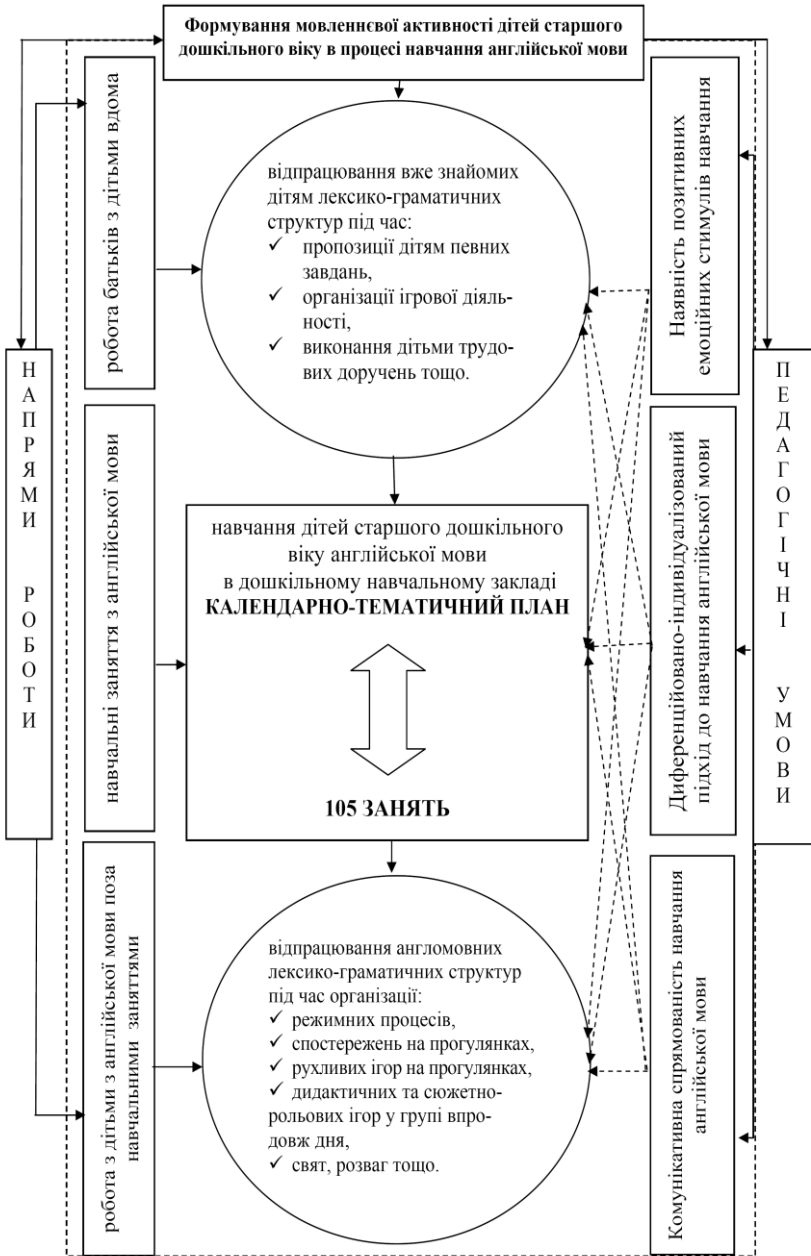 Формування мовленнєвої активності дітей старшого
дошкільного віку в процесі навчання англійської мови
НАПРЯМИ РОБОТИ
робота батьків з дітьми вдома
відпрацювання вже знайомих
дітям лексико-граматичних
структур під час:
✓ пропозиції дітям певних
завдань,
✓ організації ігрової діяль-
ності,
✓ виконання дітьми трудо-
вих доручень тощо.
Наявність позитивних
емоційних стимулів навчання
ПЕДАГОГІЧНІ УМОВИ
навчальні заняття з англійської мови
навчання дітей старшого дошкільного
віку англійської мови
в дошкільному навчальному закладі
КАЛЕНДАРНО-ТЕМАТИЧНИЙ ПЛАН
105 ЗАНЯТЬ
Диференційовано-індивідуалізований
підхід до навчання англійської мови
робота з дітьми з англійської мови поза
навчальними заняттями
відпрацювання англомовних
лексико-граматичних структур
під час організації:
✓ режимних процесів,
✓ спостережень на прогулянках,
✓ рухливих ігор на прогулянках,
✓ дидактичних та сюжетно-
рольових ігор у групі впро-
довж дня,
✓ свят, розваг тощо.
Комунікативна спрямованість навчання
англійської мови